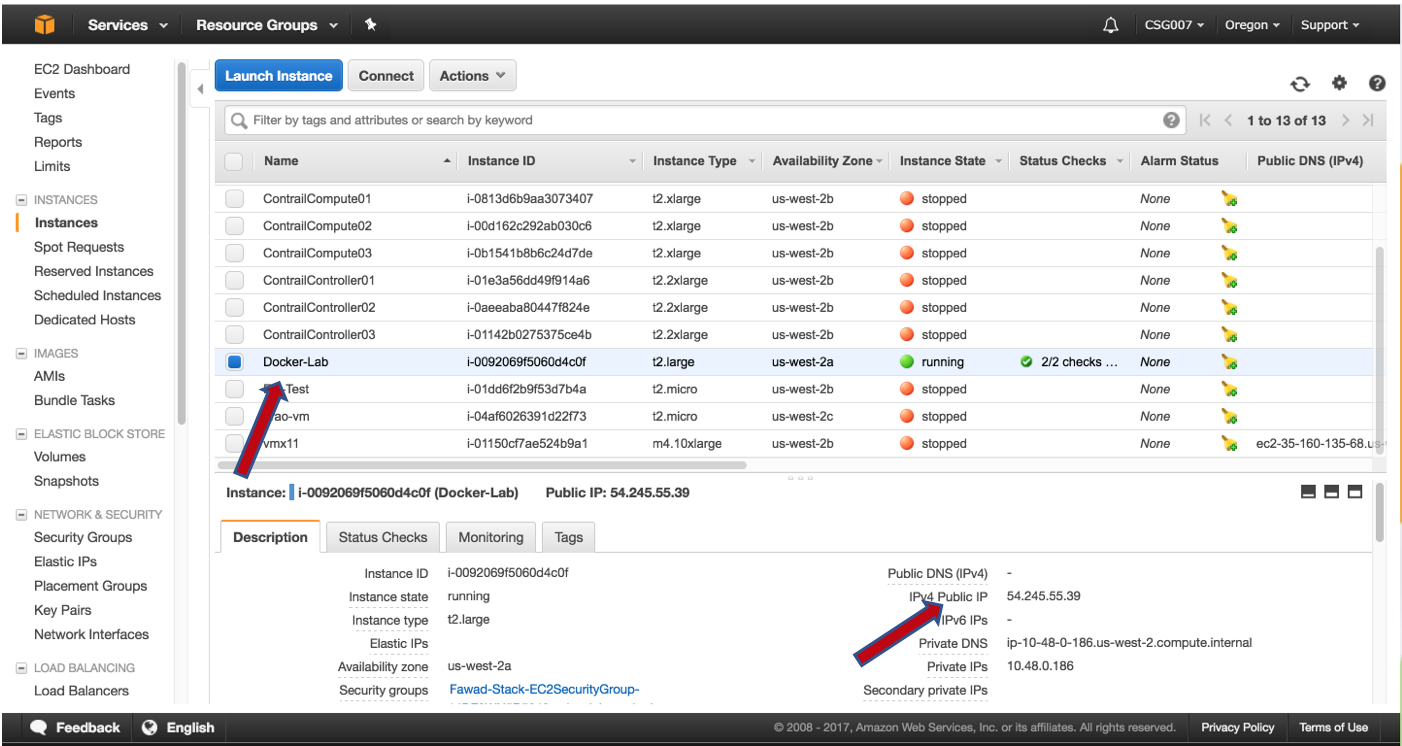 Services Resource Groups CSG007 Oregon Support
EC2 Dashboard
Events
Tags
Reports
Limits
INSTANCES
Instances
Spot Requests
Reserved Instances
Scheduled Instances
Dedicated Hosts
IMAGES
AMIs
Bundle Tasks
ELASTIC BLOCK STORE
Volumes
Snapshots
NETWORK & SECURITY
Security Groups
Elastic IPs
Placement Groups
Key Pairs
Network Interfaces
LOAD BALANCING
Load Balancers
Launch Instance Connect Actions
Filter by tags and attributes or search by keyword 1 to 13 of 13
Name Instance ID Instance Type Availability Zone Instance State Status Checks Alarm Status Public DNS (IPv4)
ContrailCompute01 i-0813d6b9aa3073407 t2.xlarge us-west-2b stopped None
ContrailCompute02 i-00d162c292ab030c6 t2.xlarge us-west-2b stopped None
ContrailCompute03 i-0b1541b8b6c24d7de t2.xlarge us-west-2b stopped None
ContrailController01 i-01e3a56dd49f914a6 t2.2xlarge us-west-2b stopped None
ContrailController02 i-0aeeaba80447f824e t2.2xlarge us-west-2b stopped None
ContrailController03 i-01142b0275375ce4b t2.2xlarge us-west-2b stopped None
Docker-Lab i-0092069f5060d4c0f t2.large us-west-2a running 2/2 checks ... None
-Test i-01dd6f2b9f53d7b4a t2.micro us-west-2b stopped None
ao-vm i-04af6026391d22f73 t2.micro us-west-2c stopped None
vmx11 i-01150cf7ae524b9a1 m4.10xlarge us-west-2b stopped None ec2-35-160-135-68.us-
Instance: i-0092069f5060d4c0f (Docker-Lab) Public IP: 54.245.55.39
Description Status Checks Monitoring Tags
Instance ID i-0092069f5060d4c0f Public DNS (IPv4) -
Instance state running IPv4 Public IP 54.245.55.39
Instance type t2.large IPv6 IPs -
Elastic IPs Private DNS ip-10-48-0-186.us-west-2.compute.internal
Availability zone us-west-2a Private IPs 10.48.0.186
Security groups Fawad-Stack-EC2SecurityGroup- Secondary private IPs
Feedback English © 2008 - 2017, Amazon Web Services, Inc. or its affiliates. All rights reserved. Privacy Policy Terms of Use